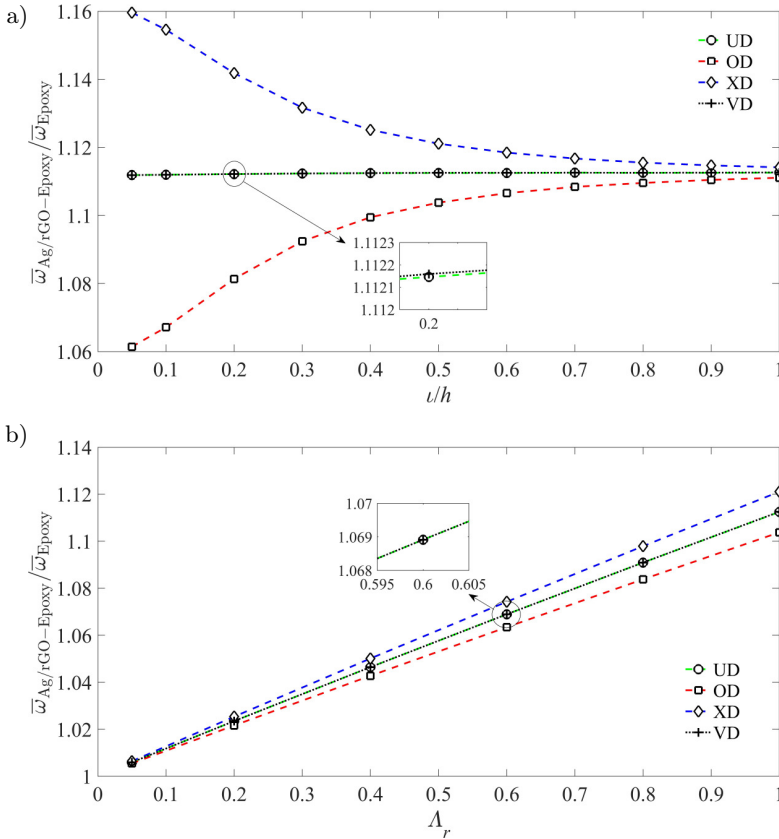 a)
1.16
1.14
1.12
1.1
1.08
1.06
ω̅Ag/rGO−Epoxy/ω̅Epoxy
UD
OD
XD
VD
1.1123
1.1122
1.1121
1.112
0.2
0 0.1 0.2 0.3 0.4 0.5 0.6 0.7 0.8 0.9 1
ι/h
b)
1.14
1.12
1.1
1.08
1.06
1.04
1.02
1
ω̅Ag/rGO−Epoxy/ω̅Epoxy
1.07
1.069
1.068
0.595 0.6 0.605
UD
OD
XD
VD
0 0.1 0.2 0.3 0.4 0.5 0.6 0.7 0.8 0.9 1
Λr